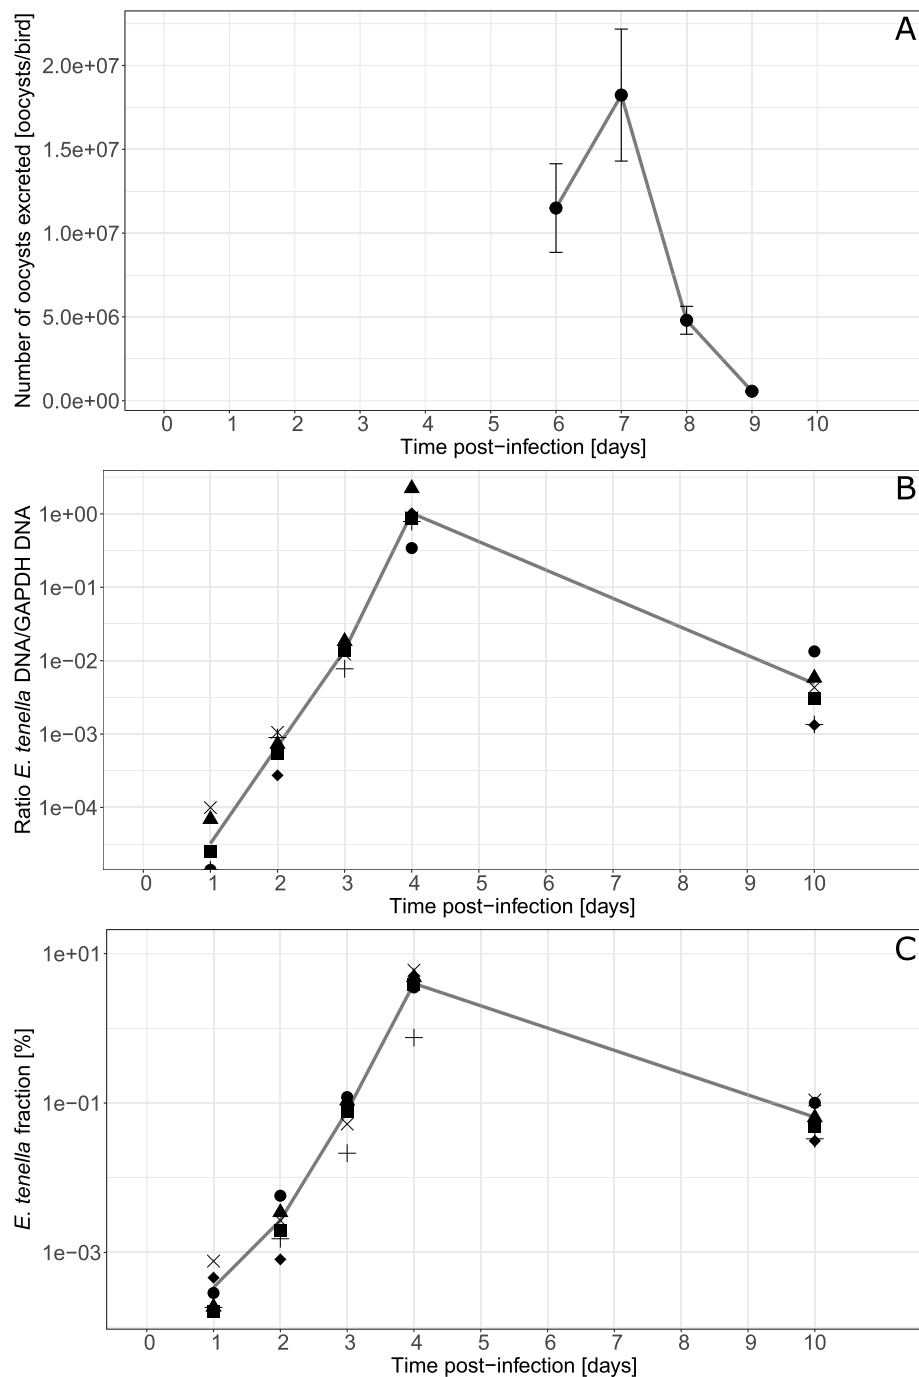 A
Number of oocysts excreted [oocysts/bird]
2.0e+07
1.5e+07
1.0e+07
5.0e+06
0.0e+00
0 1 2 3 4 5 6 7 8 9 10
Time post−infection [days]
B
Ratio E. tenella DNA/GAPDH DNA
1e+00
1e−01
1e−02
1e−03
1e−04
0 1 2 3 4 5 6 7 8 9 10
Time post−infection [days]
C
E. tenella fraction [%]
1e+01
1e−01
1e−03
0 1 2 3 4 5 6 7 8 9 10
Time post−infection [days]